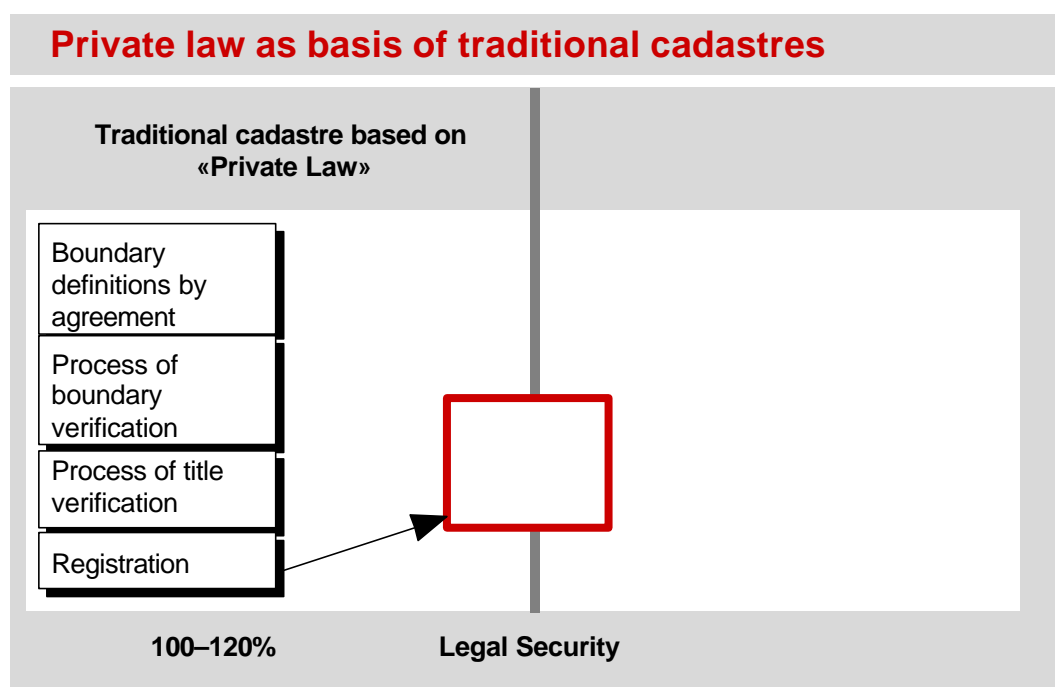 Private law as basis of traditional cadastres
Traditional cadastre based on
«Private Law»
Boundary
definitions by
agreement
Process of
boundary
verification
Process of title
verification
Registration
100–120%
Legal Security